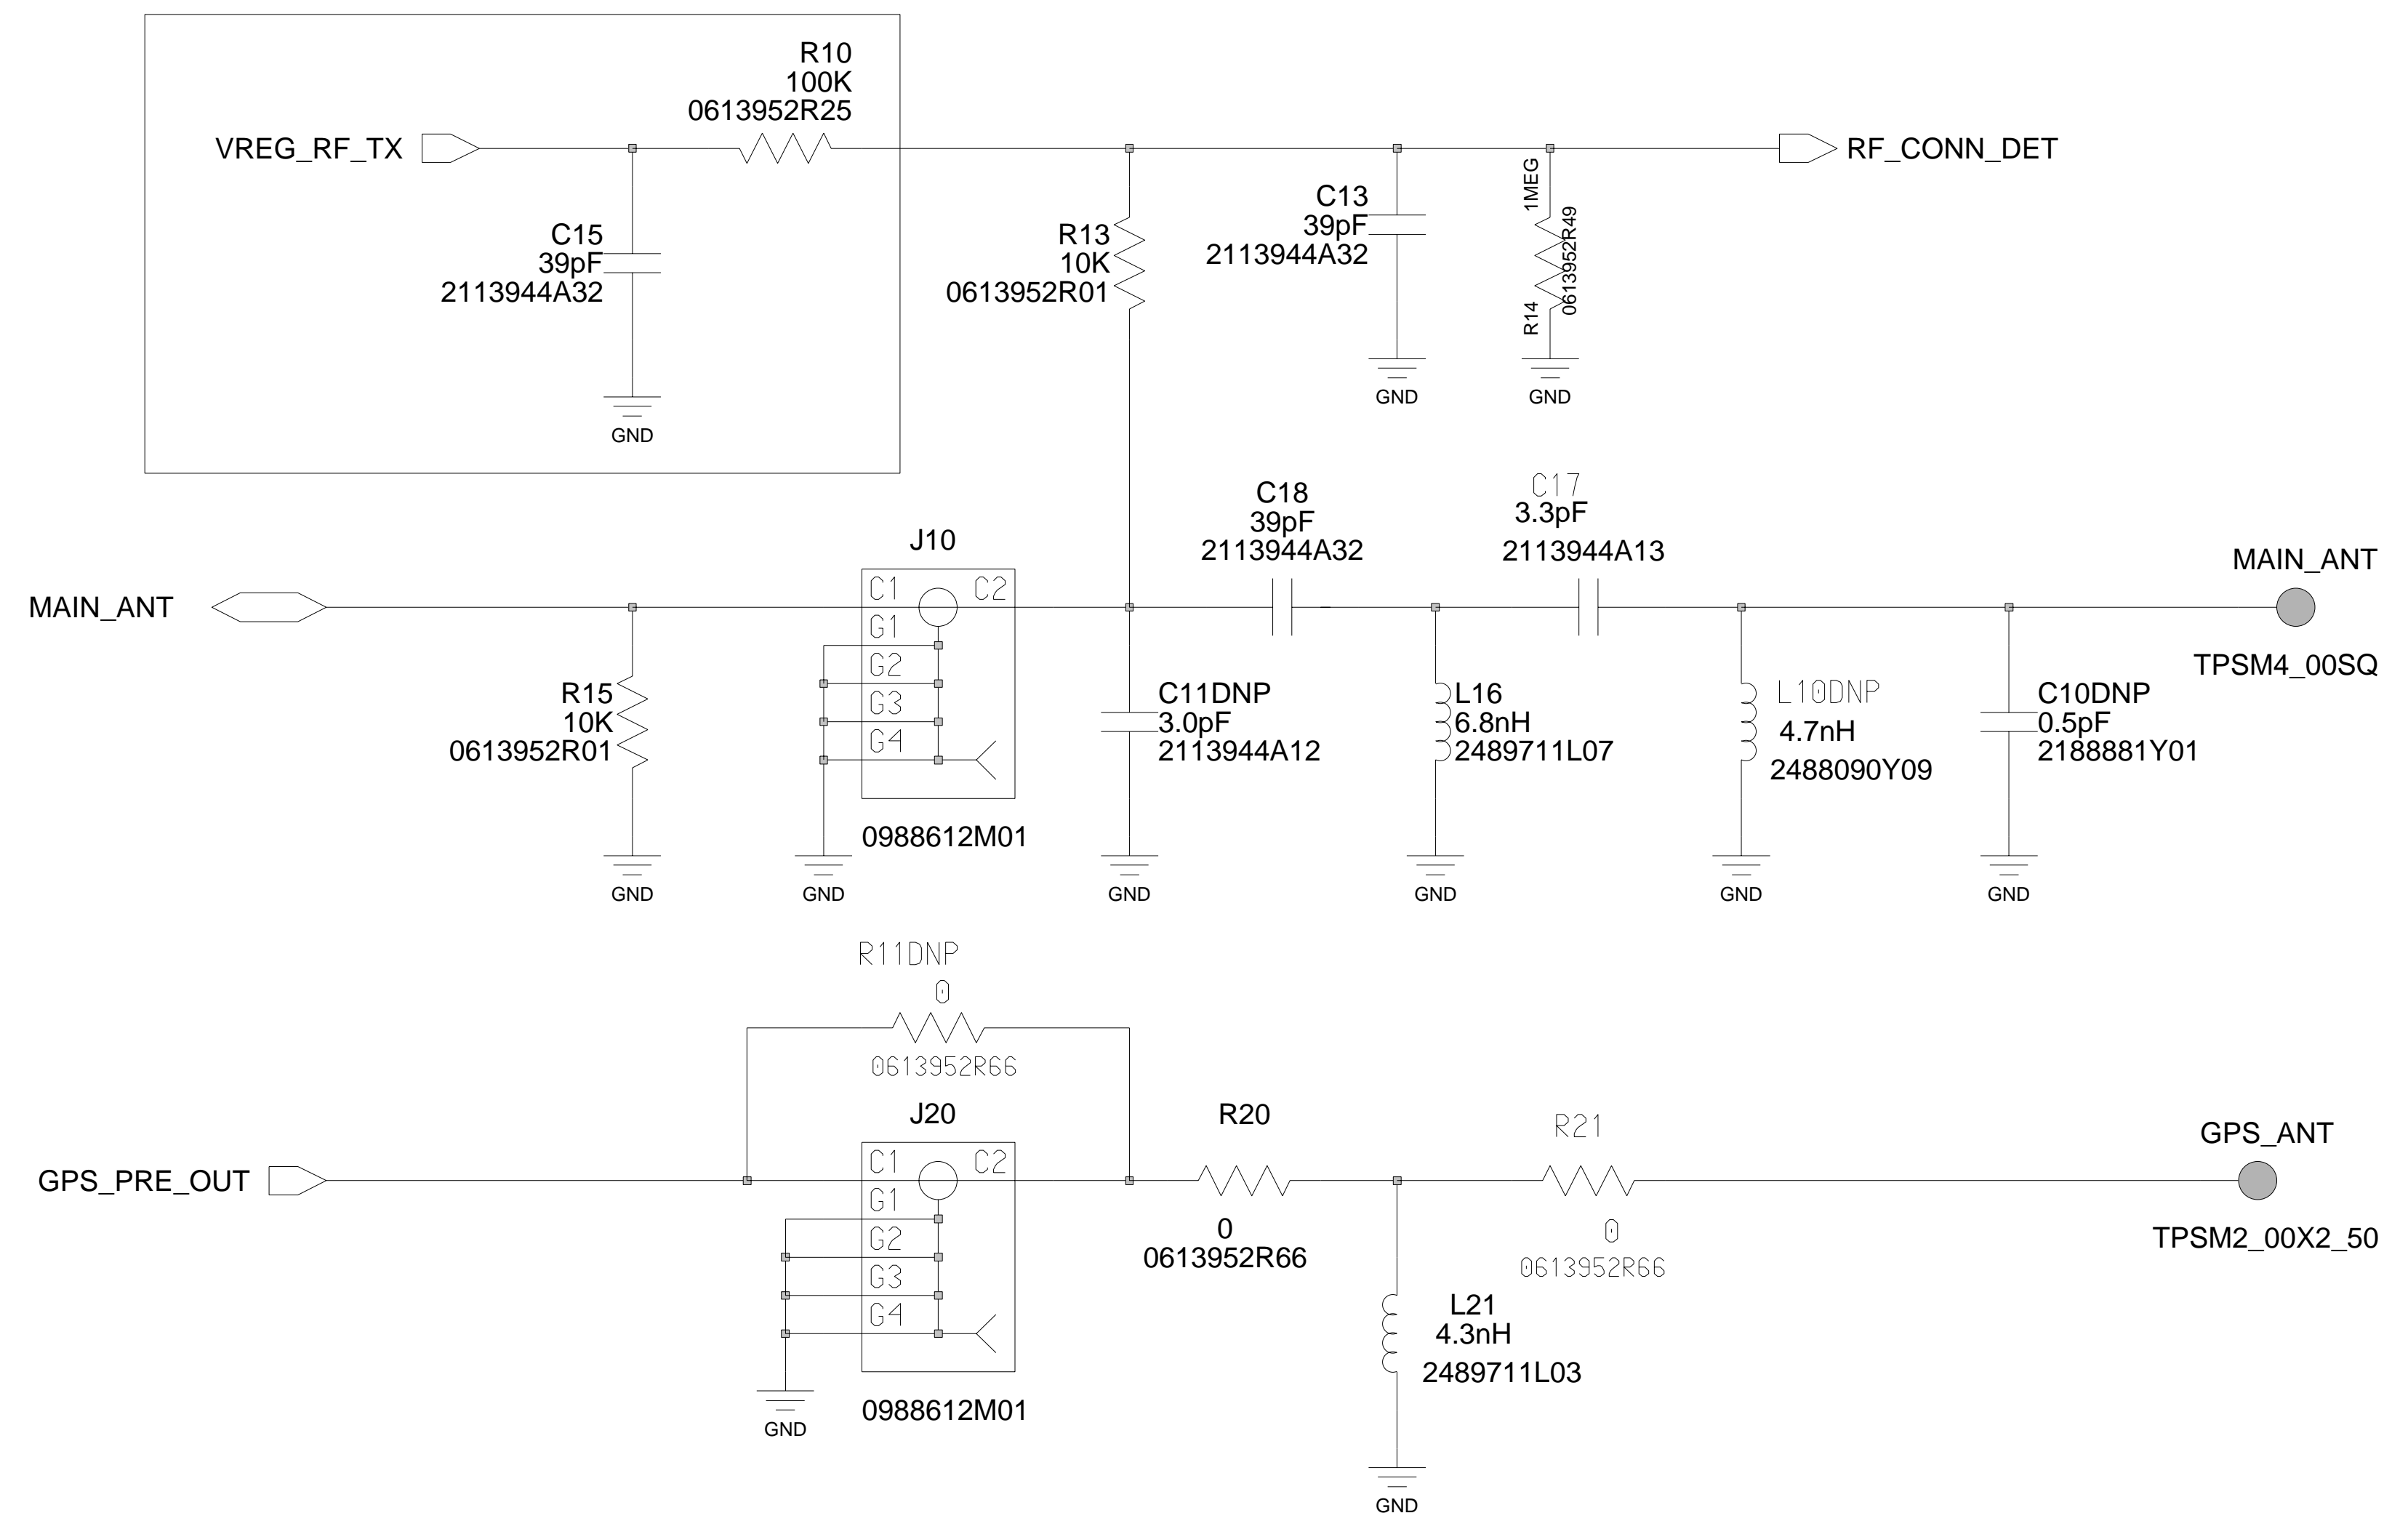 R10
100K
0613952R25
VREG_RF_TX
RF_CONN_DET
C15
39pF
2113944A32
GND
R13
10K
0613952R01
C13
39pF
2113944A32
GND
1MEG
0613952R49
R14
GND
MAIN_ANT
R15
10K
0613952R01
GND
J10
C1 C2
G1
G2
G3
G4
0988612M01
GND
C11DNP
3.0pF
2113944A12
GND
C18
39pF
2113944A32
L16
6.8nH
2489711L07
GND
C17
3.3pF
2113944A13
L10DNP
4.7nH
2488090Y09
GND
C10DNP
0.5pF
2188881Y01
GND
MAIN_ANT
TPSM4_00SQ
R11DNP
0
0613952R66
GPS_PRE_OUT
J20
C1 C2
G1
G2
G3
G4
0988612M01
GND
R20
0
0613952R66
L21
4.3nH
2489711L03
GND
R21
0
0613952R66
GPS_ANT
TPSM2_00X2_50